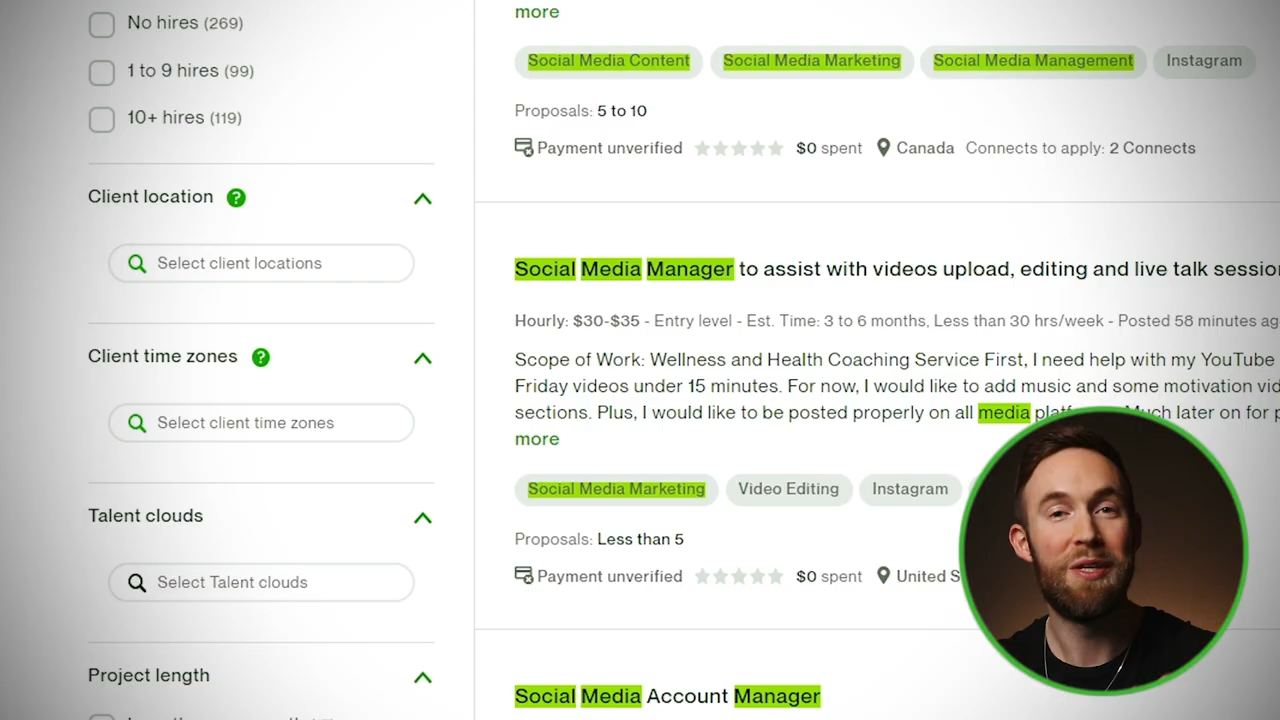 No hires (269)
1 to 9 hires (99)
10+ hires (119)
Client location
Select client locations
Client time zones
Select client time zones
Talent clouds
Select Talent clouds
Project length
more
Social Media Content Social Media Marketing Social Media Management Instagram
Proposals: 5 to 10
Payment unverified $0 spent Canada Connects to apply: 2 Connects
Social Media Manager to assist with videos upload, editing and live talk
Hourly: $30-$35 - Entry level - Est. Time: 3 to 6 months, Less than 30 hrs/week - Posted 58 minutes
Scope of Work: Wellness and Health Coaching Service First, I need help with my YouTube
Friday videos under 15 minutes. For now, I would like to add music and some motivation
sections. Plus, I would like to be posted properly on all media Much later on for
more
Social Media Marketing Video Editing Instagram
Proposals: Less than 5
Payment unverified $0 spent United
Social Media Account Manager